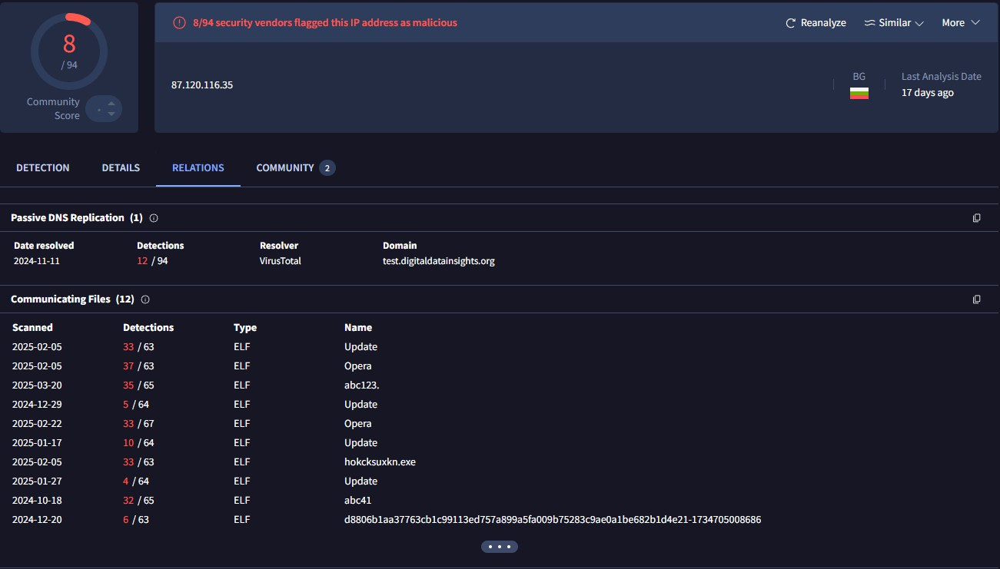 8
/ 94
Community
Score
8/94 security vendors flagged this IP address as malicious
Reanalyze Similar More
87.120.116.35
BG
Last Analysis Date
17 days ago
DETECTION DETAILS RELATIONS COMMUNITY 2
Passive DNS Replication (1)
Date resolved Detections Resolver Domain
2024-11-11 12 / 94 VirusTotal test.digitaldatainsights.org
Communicating Files (12)
Scanned Detections Type Name
2025-02-05 33 / 63 ELF Update
2025-02-05 37 / 63 ELF Opera
2025-03-20 35 / 65 ELF abc123.
2024-12-29 5 / 64 ELF Update
2025-02-22 33 / 67 ELF Opera
2025-01-17 10 / 64 ELF Update
2025-02-05 33 / 63 ELF hokcksuxkn.exe
2025-01-27 4 / 64 ELF Update
2024-10-18 32 / 65 ELF abc41
2024-12-20 6 / 63 ELF d8806b1aa37763cb1c99113ed757a899a5fa009b75283c9ae0a1be682b1d4e21-1734705008686